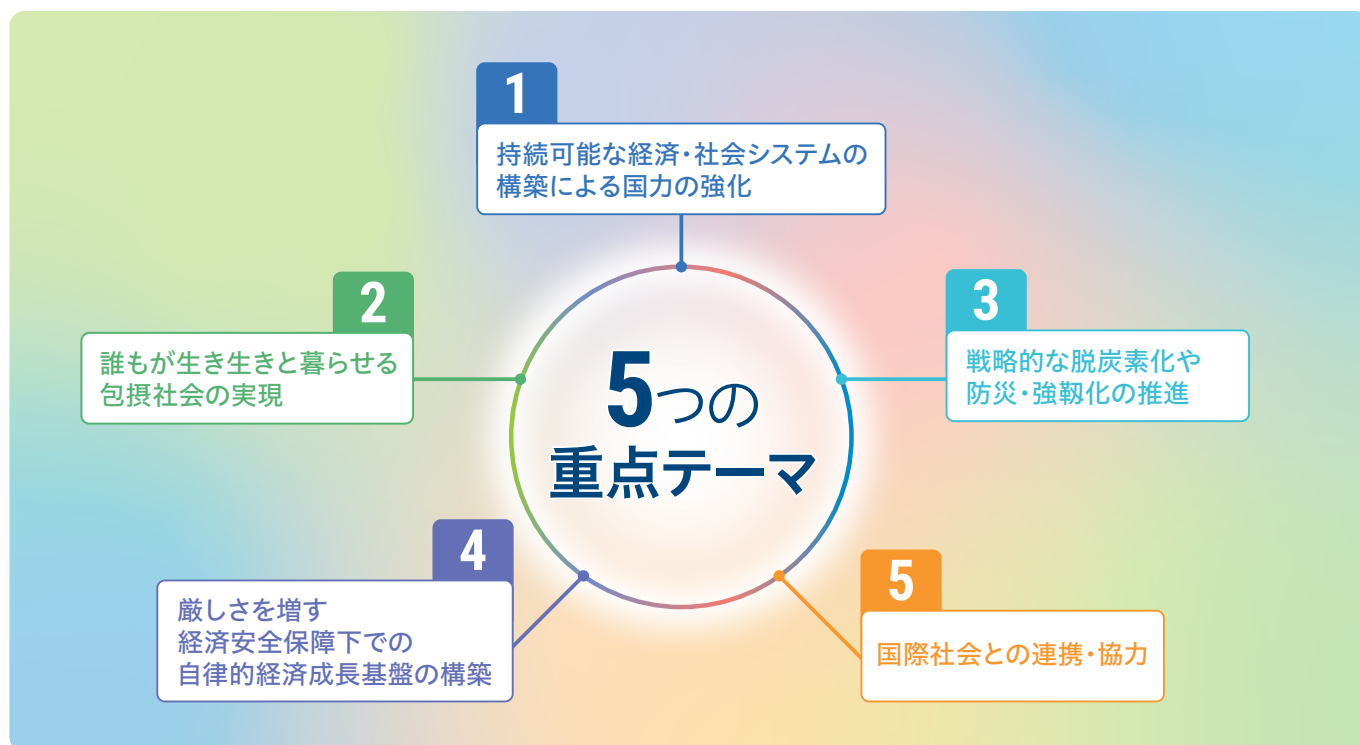 1
持続可能な経済・社会システムの
構築による国力の強化
2
誰もが生き生きと暮らせる
包摂社会の実現
3
戦略的な脱炭素化や
防災・強靱化の推進
5つの
重点テーマ
4
厳しさを増す
経済安全保障下での
自律的経済成長基盤の構築
5
国際社会との連携・協力